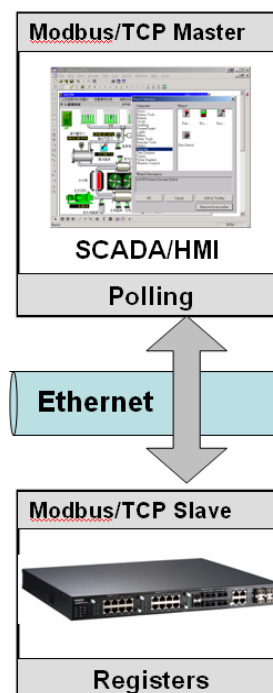 Modbus/TCP Master
SCADA/HMI
Polling
Ethernet
Modbus/TCP Slave
Registers